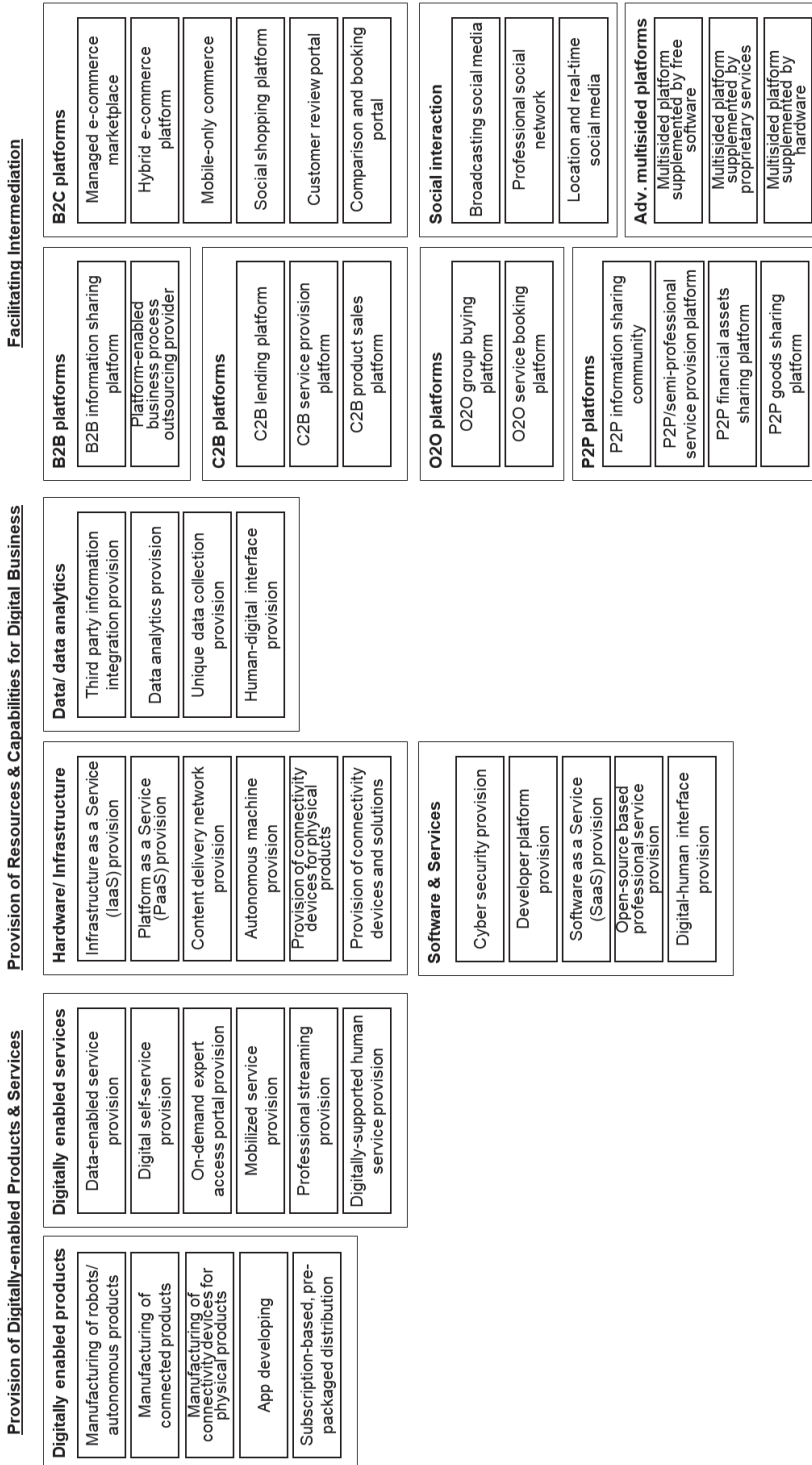 Provision of Digitally-enabled Products & Services
Digitally enabled products
Manufacturing of robots/
autonomous products
Manufacturing of
connected products
Manufacturing of
connectivity devices for
physical products
App developing
Subscription-based, pre-
packaged distribution
Digitally enabled services
Data-enabled service
provision
Digital self-service
provision
On-demand expert
access portal provision
Mobilized service
provision
Professional streaming
provision
Digitally-supported human
service provision
Provision of Resources & Capabilities for Digital Business
Hardware/ Infrastructure
Infrastructure as a Service
(IaaS) provision
Platform as a Service
(PaaS) provision
Content delivery network
provision
Autonomous machine
provision
Provision of connectivity
devices for physical
products
Provision of connectivity
devices and solutions
Data/ data analytics
Third party information
integration provision
Data analytics provision
Unique data collection
provision
Human-digital interface
provision
Software & Services
Cyber security provision
Developer platform
provision
Software as a Service
(SaaS) provision
Open-source based
professional service
provision
Digital-human interface
provision
Facilitating Intermediation
B2B platforms
B2B information sharing
platform
Platform-enabled
business process
outsourcing provider
C2B platforms
C2B lending platform
C2B service provision
platform
C2B product sales
platform
B2C platforms
Managed e-commerce
marketplace
Hybrid e-commerce
platform
Mobile-only commerce
Social shopping platform
Customer review portal
Comparison and booking
portal
O2O platforms
O2O group buying
platform
O2O service booking
platform
Social interaction
Broadcasting social media
Professional social
network
Location and real-time
social media
P2P platforms
P2P information sharing
community
P2P/semi-professional
service provision platform
P2P financial assets
sharing platform
P2P goods sharing
platform
Adv. multisided platforms
Multisided platform
supplemented by free
software
Multisided platform
supplemented by
proprietary services
Multisided platform
supplemented by
hardware